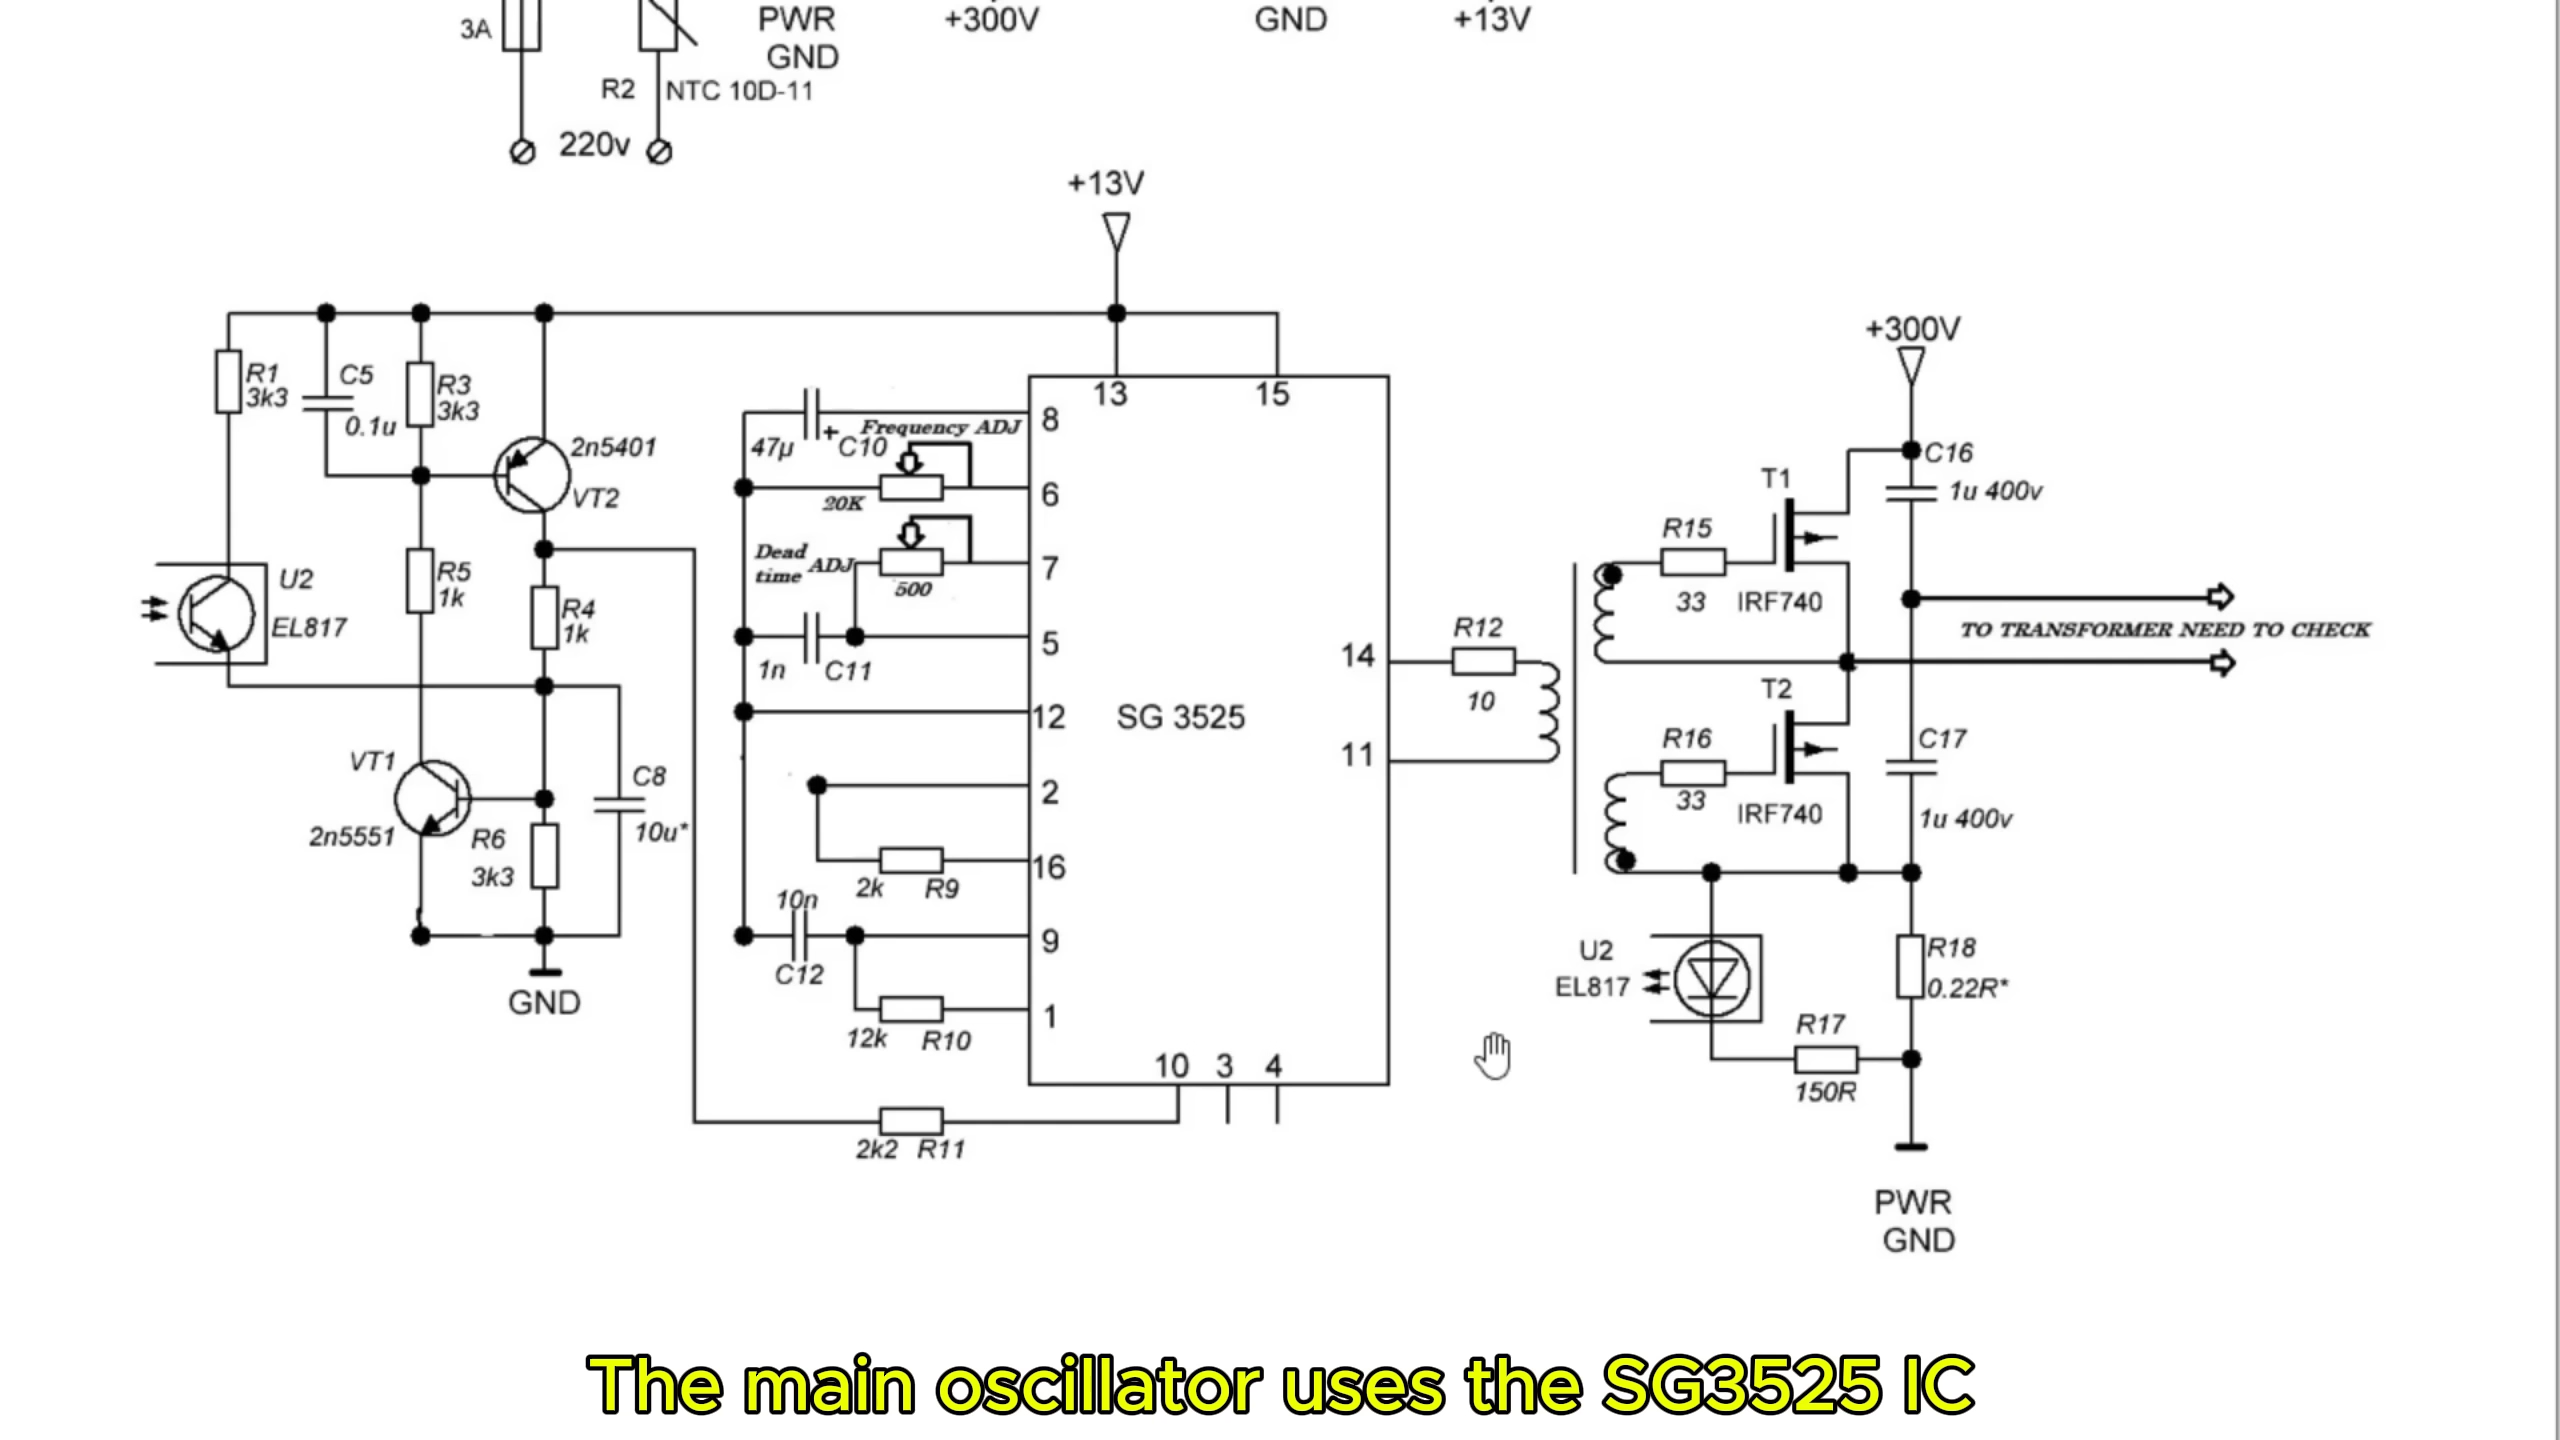 3A
PWR
GND
+300V
GND
+13V
R2
NTC 10D-11
220v
+13V
+300V
R1
3k3
C5
0.1u
R3
3k3
2n5401
VT2
R5
1k
R4
1k
U2
EL817
VT1
2n5551
R6
3k3
C8
10u*
GND
47µ
+
C10
Frequency ADJ
20K
Dead
time
ADJ
500
1n
C11
2k
R9
10n
C12
12k
R10
2k2
R11
13
15
8
6
7
5
12
2
16
9
1
10
3
4
SG 3525
14
11
R12
10
R15
33
T1
IRF740
R16
33
T2
IRF740
C16
1u 400v
TO TRANSFORMER NEED TO CHECK
C17
1u 400v
U2
EL817
R17
150R
R18
0.22R*
PWR
GND
The main oscillator uses the SG3525 IC